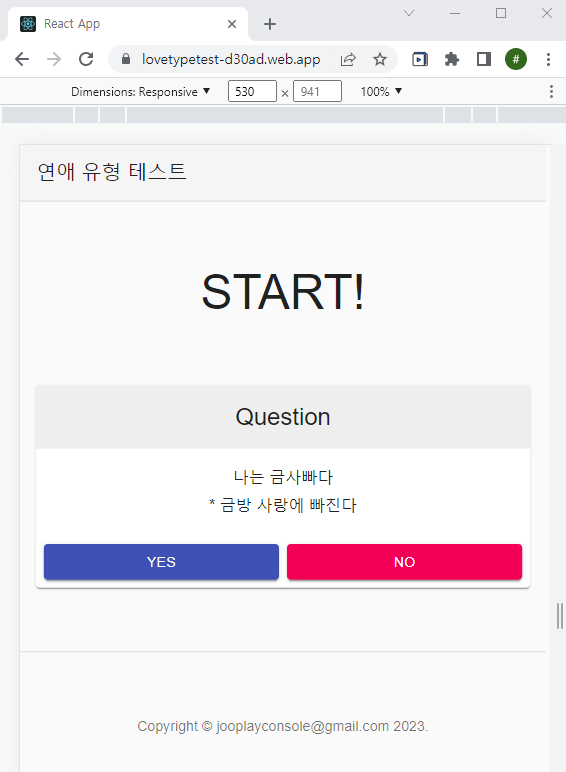 React App
lovetypetest-d30ad.web.app
#
Dimensions: Responsive ▼ 530 × 941 100% ▼
연애 유형 테스트
START!
Question
나는 금사빠다
* 금방 사랑에 빠진다
YES NO
Copyright © jooplayconsole@gmail.com 2023.